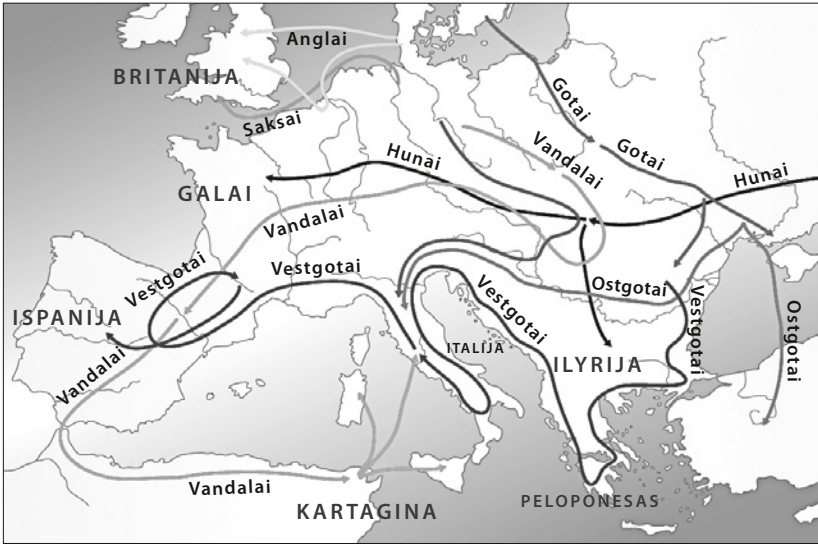 Anglai
BRITANIJA
Saksai
Gotai
Gotai
Hunai
Vandalai
Hunai
GALAI
Vandalai
Vestgotai
Vestgotai
Vestgotai
Ostgotai
Vestgotai
Ostgotai
ISPANIJA
ITALIJA
ILYRIJA
Vandalai
Vandalai
KARTAGINA
PELOPONESAS